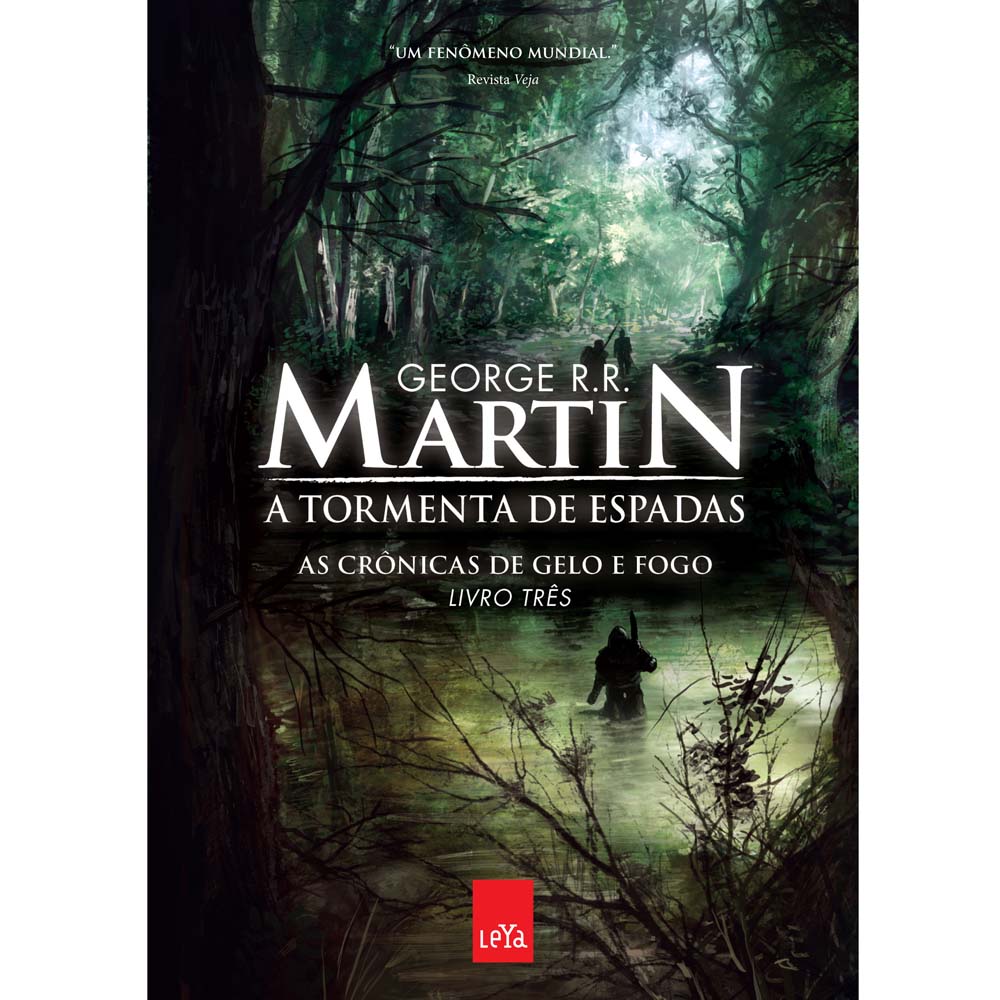 “UM FENÔMENO MUNDIAL.”
Revista Veja
GEORGE R.R.
MARTIN
A TORMENTA DE ESPADAS
AS CRÔNICAS DE GELO E FOGO
LIVRO TRÊS
LeYa